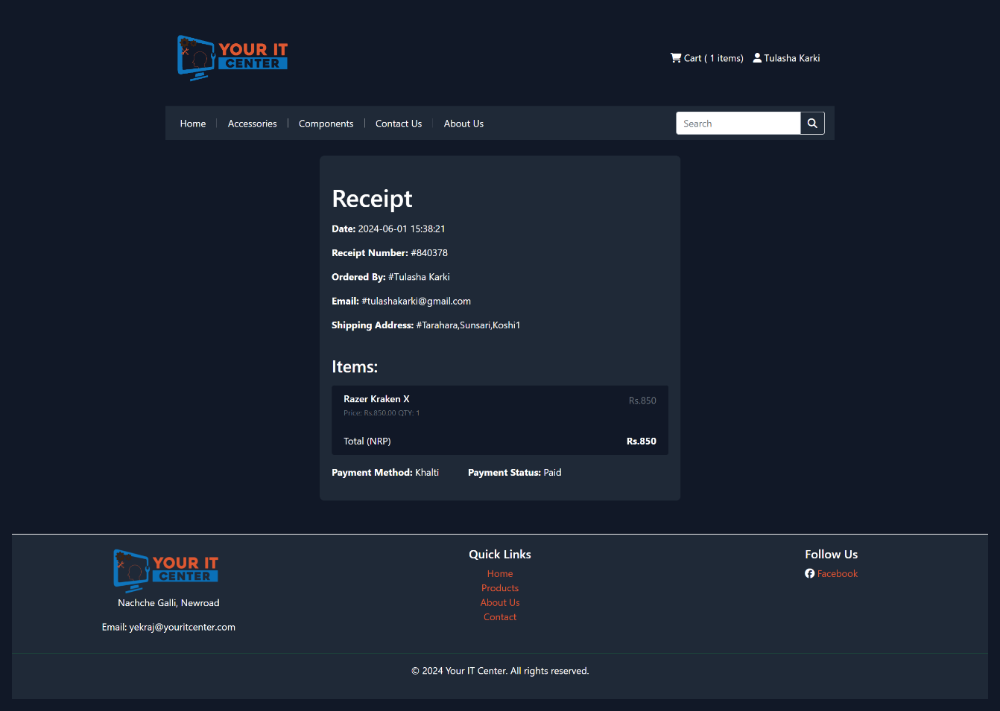 YOUR IT
CENTER
Cart ( 1 items) Tulasha Karki
Home Accessories Components Contact Us About Us Search
Receipt
Date: 2024-06-01 15:38:21
Receipt Number: #840378
Ordered By: #Tulasha Karki
Email: #tulashakarki@gmail.com
Shipping Address: #Tarahara,Sunsari,Koshi1
Items:
Razer Kraken X Rs.850
Price: Rs.850.00 QTY: 1
Total (NRP) Rs.850
Payment Method: Khalti Payment Status: Paid
YOUR IT
CENTER
Nachche Galli, Newroad
Email: yekraj@youritcenter.com
Quick Links
Home
Products
About Us
Contact
Follow Us
Facebook
© 2024 Your IT Center. All rights reserved.